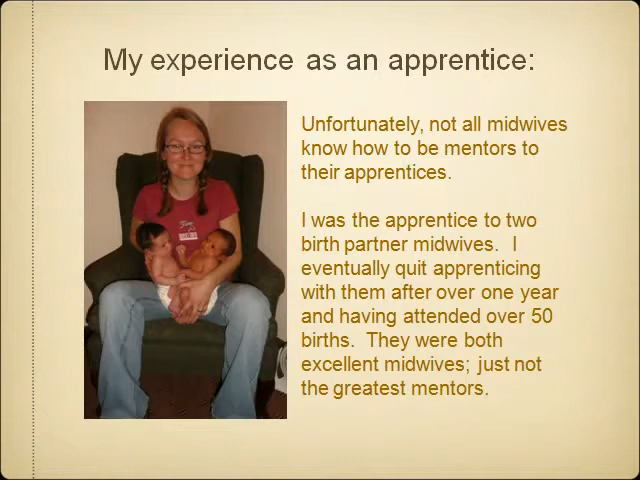 My experience as an apprentice:
Unfortunately, not all midwives
know how to be mentors to
their apprentices.
I was the apprentice to two
birth partner midwives.  I
eventually quit apprenticing
with them after over one year
and having attended over 50
births.  They were both
excellent midwives; just not
the greatest mentors.